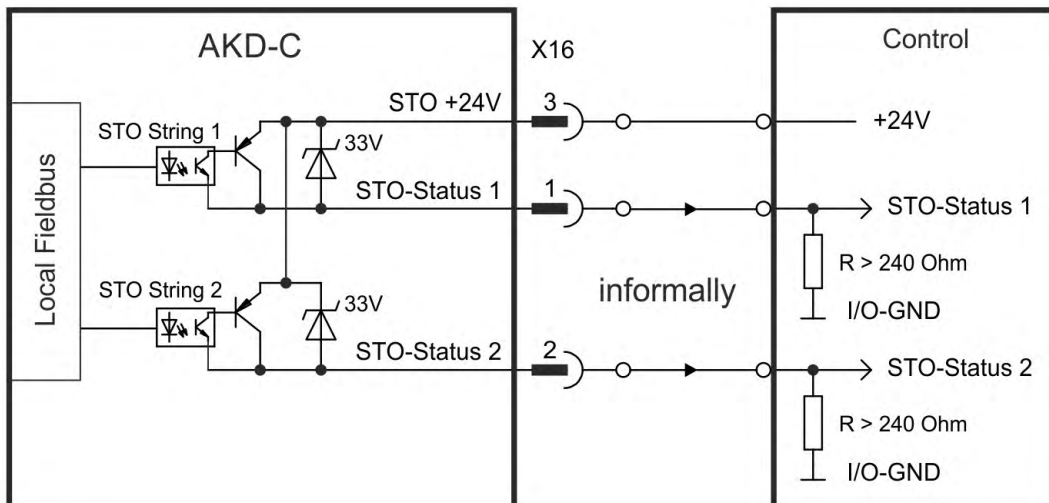 AKD-C
X16
Control
Local Fieldbus
STO String 1
33V
STO +24V
3
+24V
STO-Status 1
1
STO-Status 1
R > 240 Ohm
I/O-GND
informally
STO String 2
33V
STO-Status 2
2
STO-Status 2
R > 240 Ohm
I/O-GND